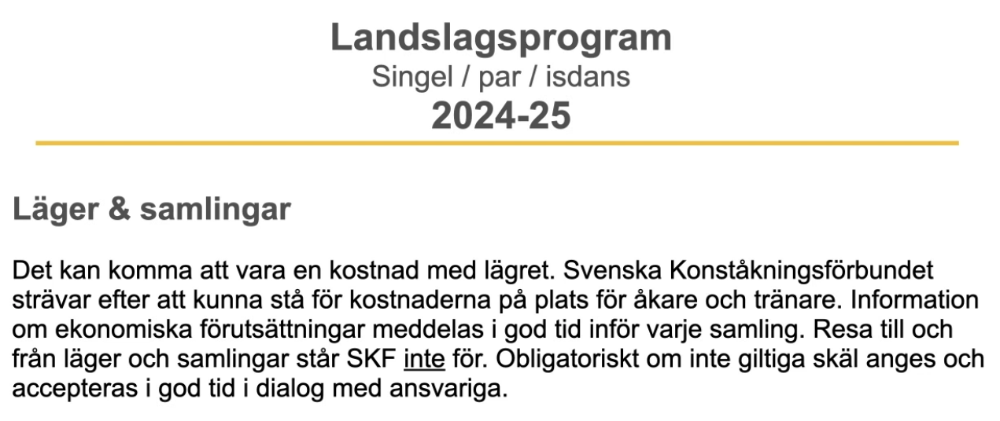 Landslagsprogram
Singel / par / isdans
2024-25
Läger & samlingar
Det kan komma att vara en kostnad med lägret. Svenska Konståkningsförbundet
strävar efter att kunna stå för kostnaderna på plats för åkare och tränare. Information
om ekonomiska förutsättningar meddelas i god tid inför varje samling. Resa till och
från läger och samlingar står SKF inte för. Obligatoriskt om inte giltiga skäl anges och
accepteras i god tid i dialog med ansvariga.